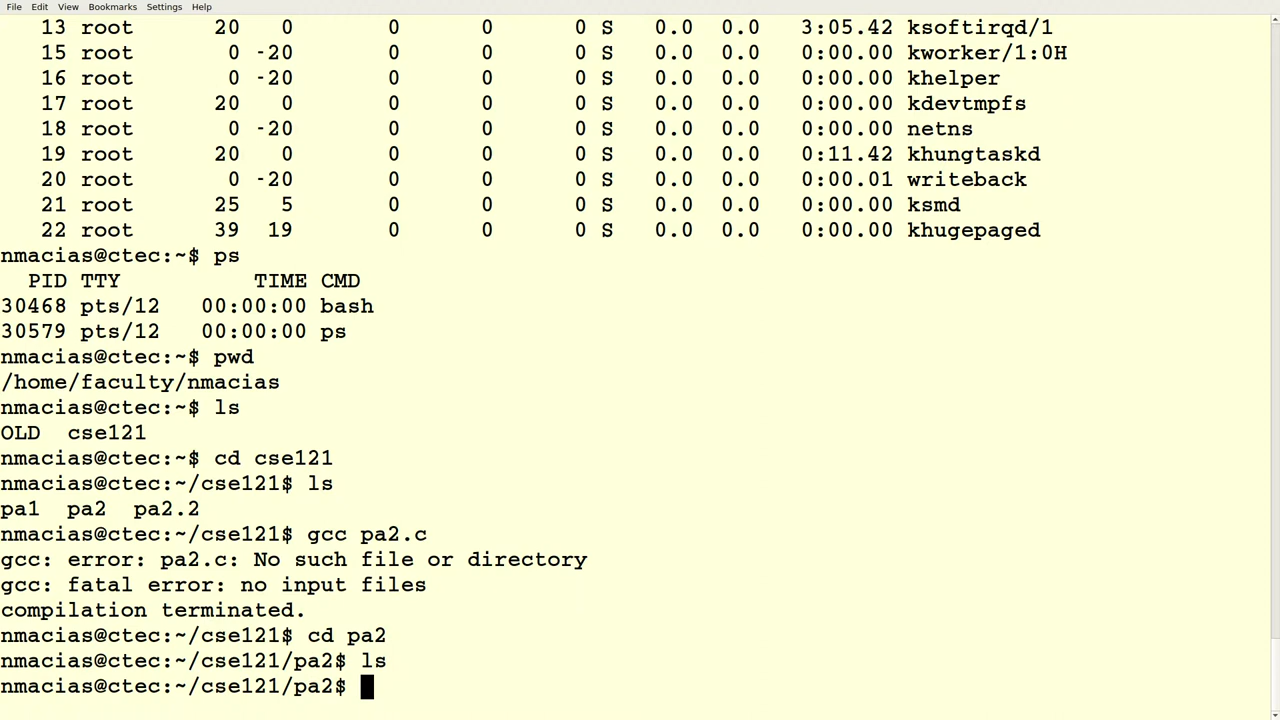 File Edit View Bookmarks Settings Help
13 root 20 0 0 0 0 S 0.0 0.0 3:05.42 ksoftirqd/1
15 root 0 -20 0 0 0 S 0.0 0.0 0:00.00 kworker/1:0H
16 root 0 -20 0 0 0 S 0.0 0.0 0:00.00 khelper
17 root 20 0 0 0 0 S 0.0 0.0 0:00.00 kdevtmpfs
18 root 0 -20 0 0 0 S 0.0 0.0 0:00.00 netns
19 root 20 0 0 0 0 S 0.0 0.0 0:11.42 khungtaskd
20 root 0 -20 0 0 0 S 0.0 0.0 0:00.01 writeback
21 root 25 5 0 0 0 S 0.0 0.0 0:00.00 ksmd
22 root 39 19 0 0 0 S 0.0 0.0 0:00.00 khugepaged
nmacias@ctec:~$ ps
PID TTY TIME CMD
30468 pts/12 00:00:00 bash
30579 pts/12 00:00:00 ps
nmacias@ctec:~$ pwd
/home/faculty/nmacias
nmacias@ctec:~$ ls
OLD cse121
nmacias@ctec:~$ cd cse121
nmacias@ctec:~/cse121$ ls
pa1 pa2 pa2.2
nmacias@ctec:~/cse121$ gcc pa2.c
gcc: error: pa2.c: No such file or directory
gcc: fatal error: no input files
compilation terminated.
nmacias@ctec:~/cse121$ cd pa2
nmacias@ctec:~/cse121/pa2$ ls
nmacias@ctec:~/cse121/pa2$